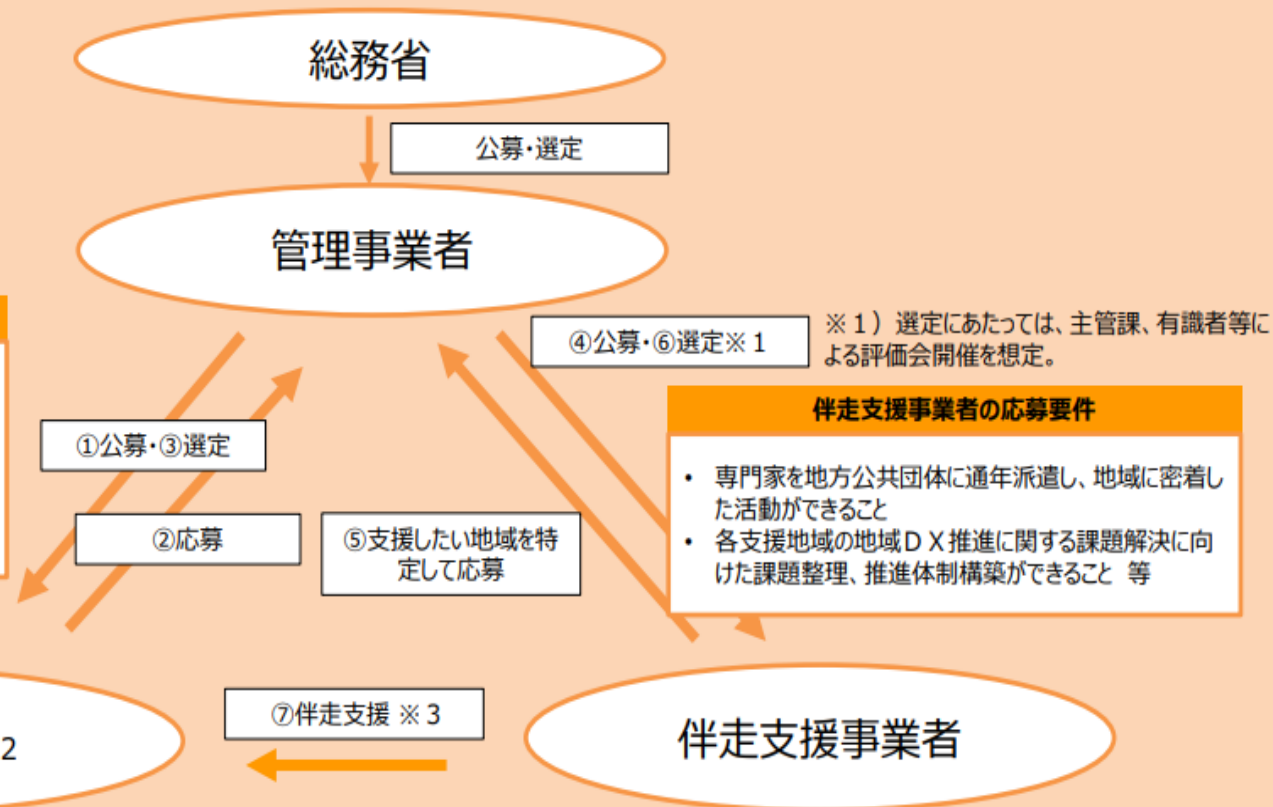 総務省
公募・選定
管理事業者
④公募・⑥選定※１
※１）選定にあたっては、主管課、有識者等に
よる評価会開催を想定。
伴走支援事業者の応募要件
• 専門家を地方公共団体に通年派遣し、地域に密着し
た活動ができること
• 各支援地域の地域ＤＸ推進に関する課題解決に向
けた課題整理、推進体制構築ができること 等
①公募・③選定
②応募
⑤支援したい地域を特
定して応募
⑦伴走支援 ※３
2
伴走支援事業者